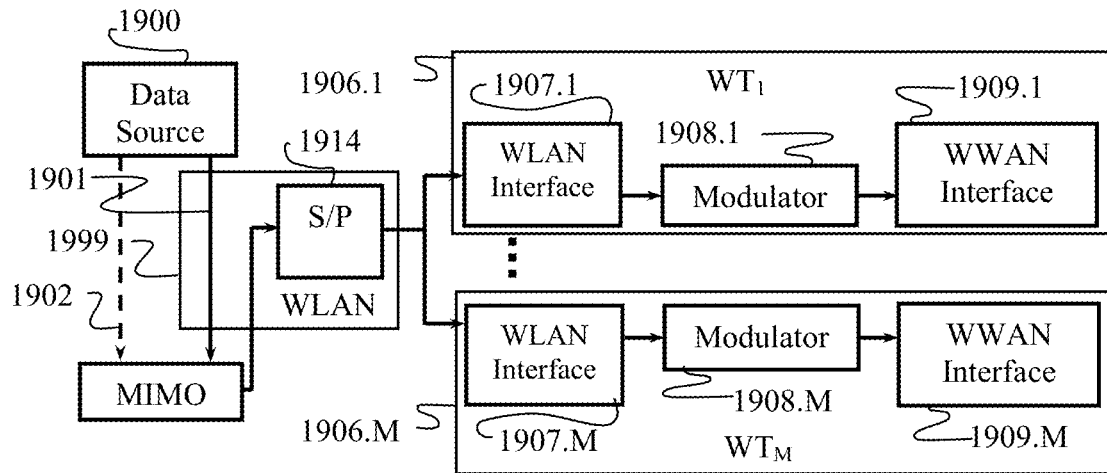 1900
Data
Source
1901
1999
1902
MIMO
1914
S/P
WLAN
1906.1
WT1
1907.1
WLAN
Interface
1908.1
Modulator
1909.1
WWAN
Interface
1906.M
WLAN
Interface
1907.M
Modulator
1908.M
WWAN
Interface
1909.M
WTM